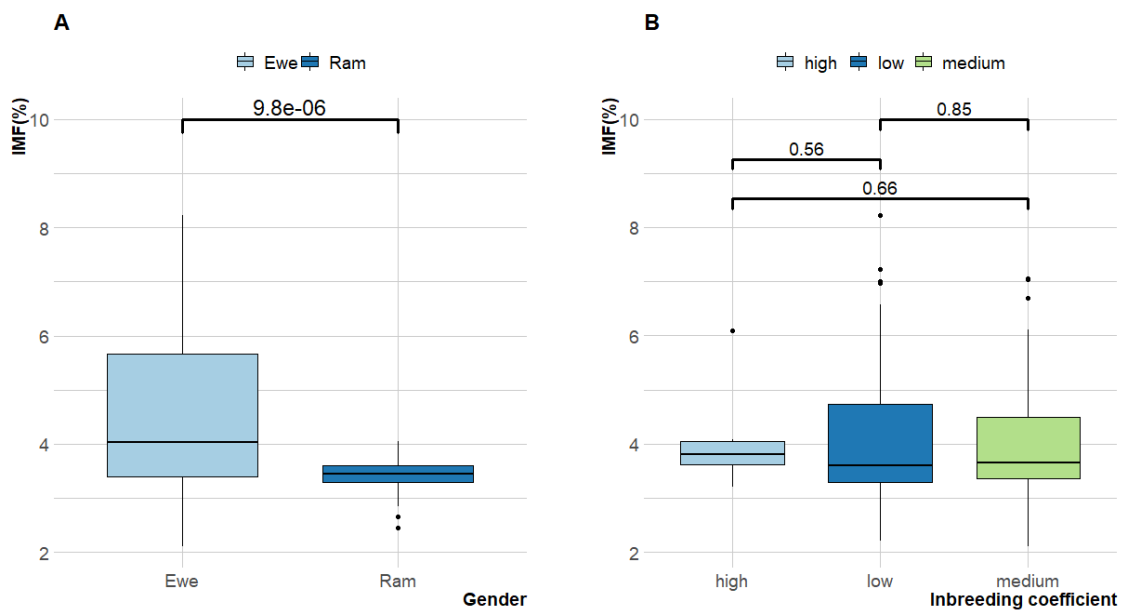 A
Ewe Ram
IMF(%)
9.8e-06
10
8
6
4
2
Ewe Ram
Gender
B
high low medium
IMF(%)
0.85
0.56
0.66
10
8
6
4
2
high low medium
Inbreeding coefficient